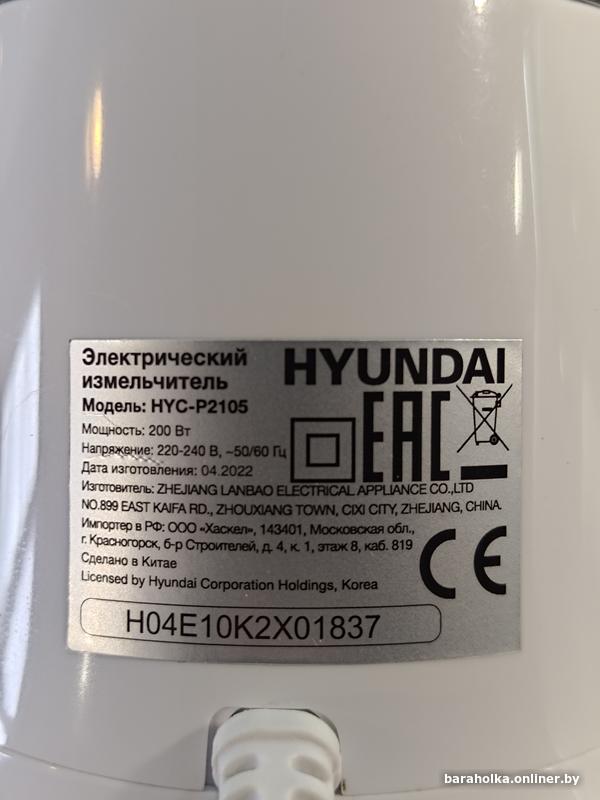 Электрический
измельчитель
Модель: HYC-P2105
HYUNDAI
EAC
Мощность: 200 Вт
Напряжение: 220-240 В, ~50/60 Гц
Дата изготовления: 04.2022
Изготовитель: ZHEJIANG LANBAO ELECTRICAL APPLIANCE CO.,LTD
NO.899 EAST KAIFA RD., ZHOUXIANG TOWN, CIXI CITY, ZHEJIANG, CHINA.
Импортер в РФ: ООО «Хаскел», 143401, Московская обл.,
г. Красногорск, б-р Строителей, д. 4, к. 1, этаж 8, каб. 819
Сделано в Китае
Licensed by Hyundai Corporation Holdings, Korea
CE
H04E10K2X01837
baraholka.onliner.by